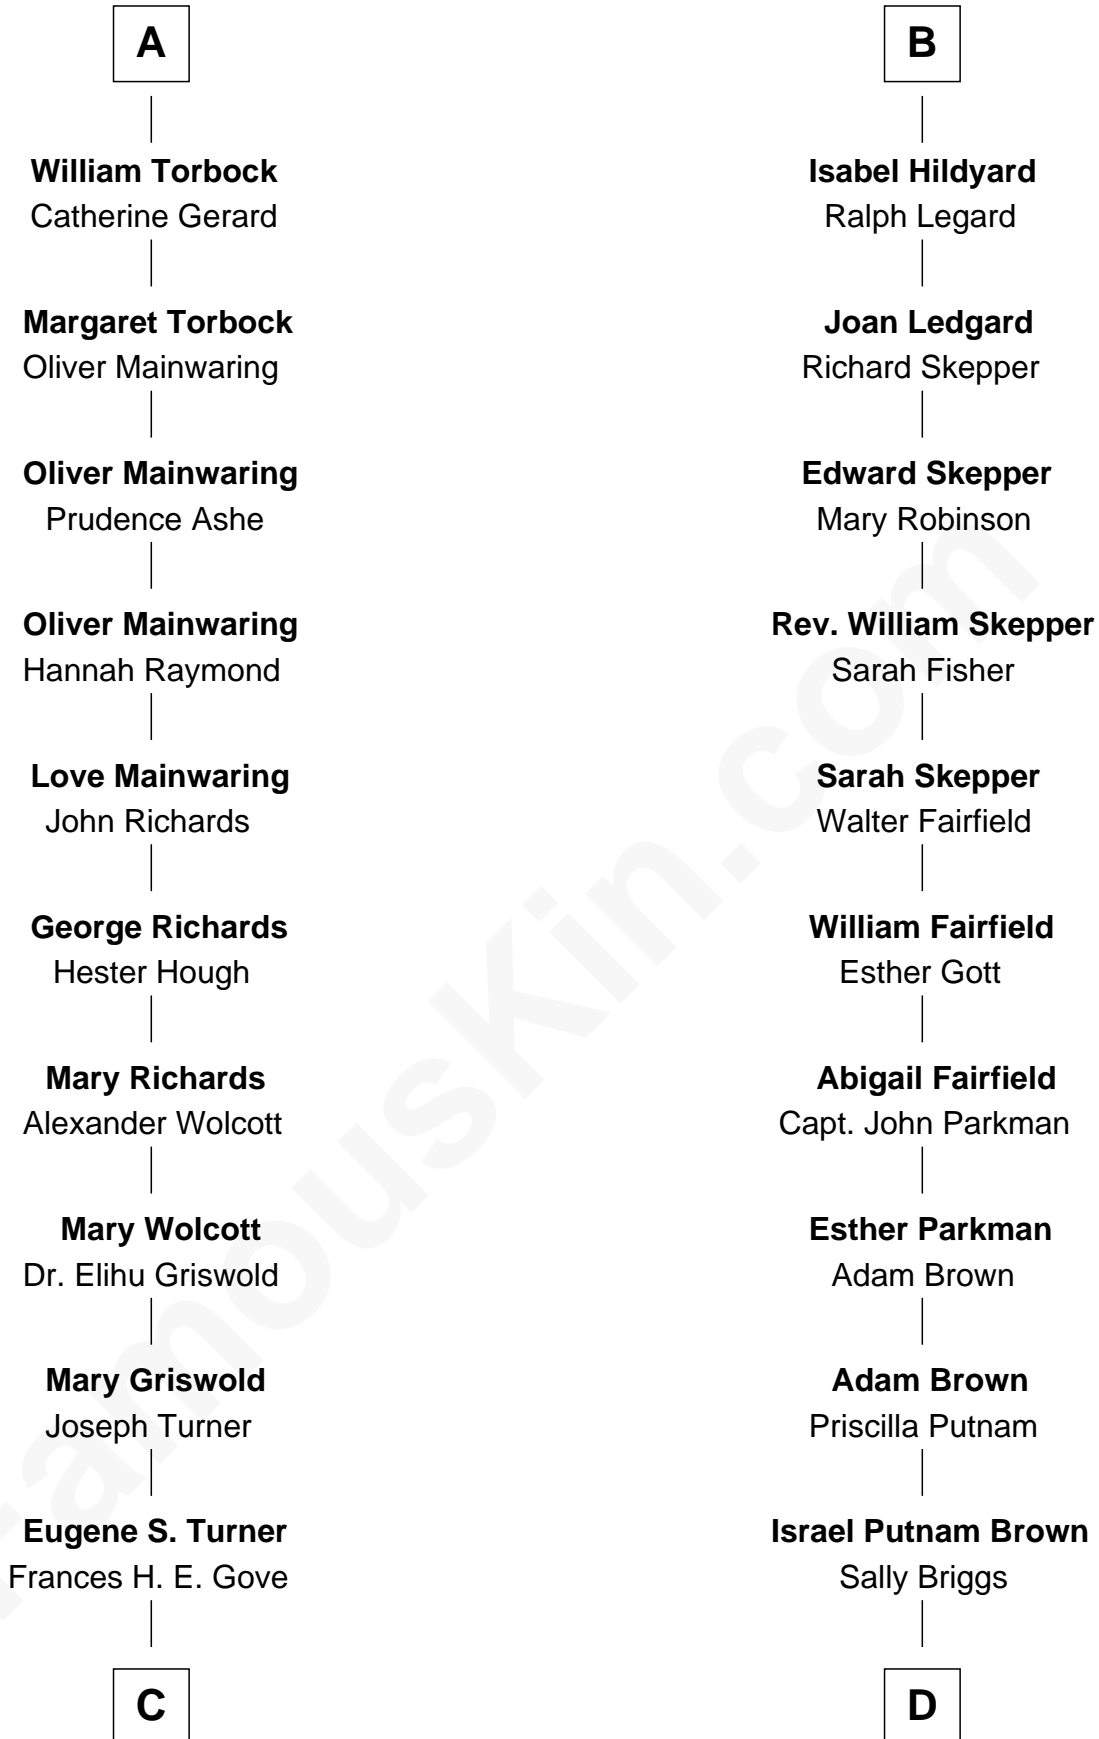 A
William Torbock
Catherine Gerard
Margaret Torbock
Oliver Mainwaring
Oliver Mainwaring
Prudence Ashe
Oliver Mainwaring
Hannah Raymond
Love Mainwaring
John Richards
George Richards
Hester Hough
Mary Richards
Alexander Wolcott
Mary Wolcott
Dr. Elihu Griswold
Mary Griswold
Joseph Turner
Eugene S. Turner
Frances H. E. Gove
C
B
Isabel Hildyard
Ralph Legard
Joan Ledgard
Richard Skepper
Edward Skepper
Mary Robinson
Rev. William Skepper
Sarah Fisher
Sarah Skepper
Walter Fairfield
William Fairfield
Esther Gott
Abigail Fairfield
Capt. John Parkman
Esther Parkman
Adam Brown
Adam Brown
Priscilla Putnam
Israel Putnam Brown
Sally Briggs
D
FamousKin.com